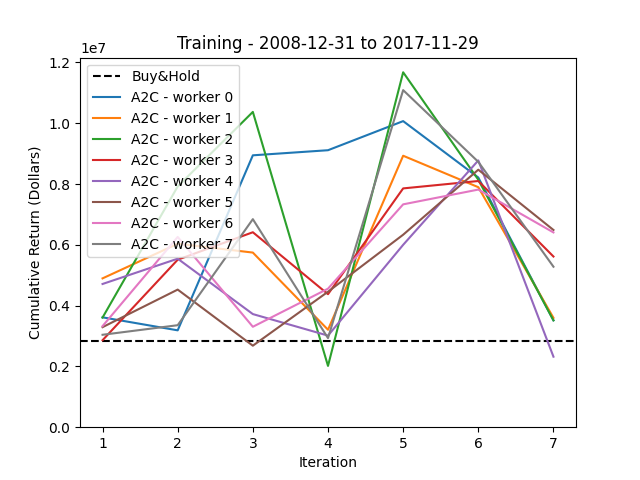 Training - 2008-12-31 to 2017-11-29
1e7
1.2
1.0
0.8
0.6
0.4
0.2
0.0
Cumulative Return (Dollars)
Buy&Hold
A2C - worker 0
A2C - worker 1
A2C - worker 2
A2C - worker 3
A2C - worker 4
A2C - worker 5
A2C - worker 6
A2C - worker 7
1 2 3 4 5 6 7
Iteration